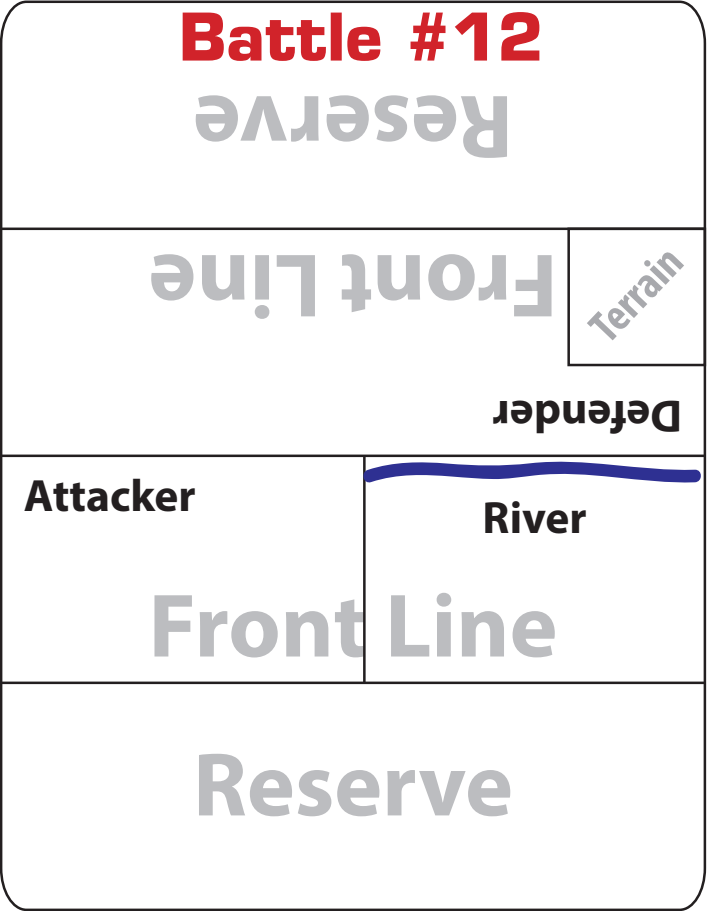 Battle #12
Reserve
Front Line
Terrain
Defender
Attacker
River
Front Line
Reserve